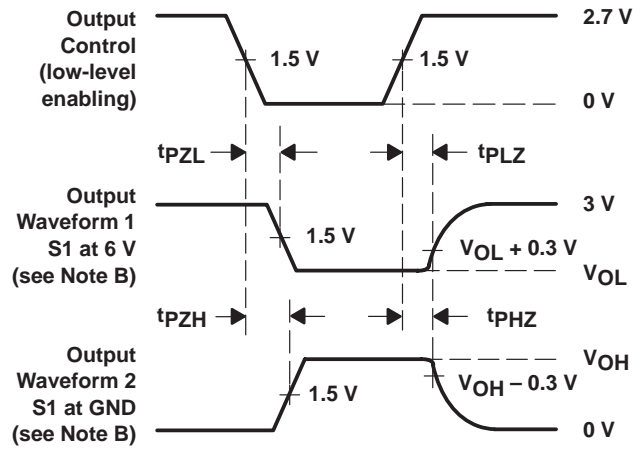 Output
Control
(low-level
enabling)
2.7 V
1.5 V
1.5 V
0 V
tPZL
tPLZ
Output
Waveform 1
S1 at 6 V
(see Note B)
3 V
1.5 V
VOL + 0.3 V
VOL
tPZH
tPHZ
Output
Waveform 2
S1 at GND
(see Note B)
VOH
1.5 V
VOH – 0.3 V
0 V